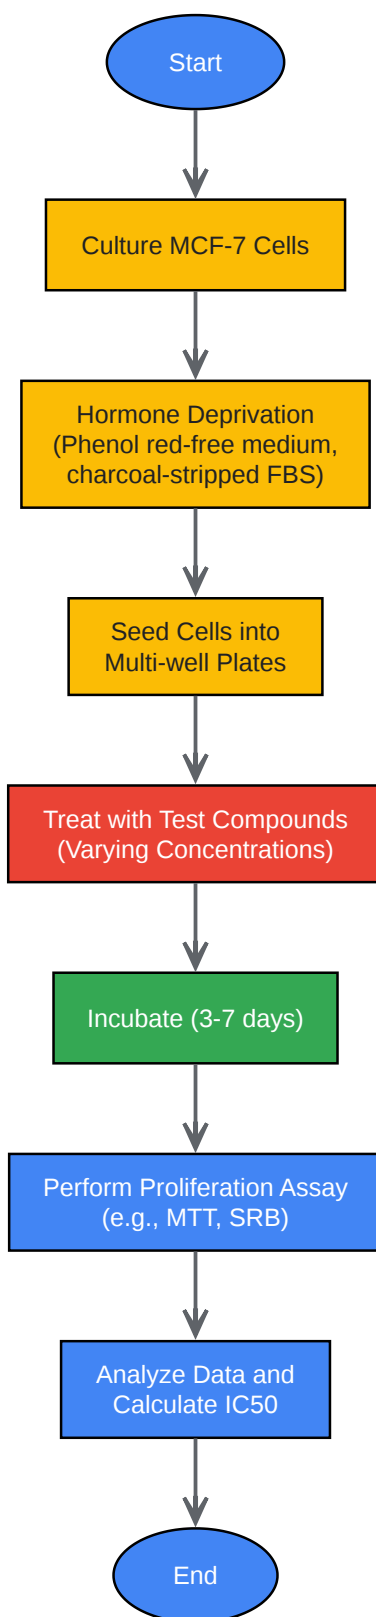 Start
Culture MCF-7 Cells
Hormone Deprivation
(Phenol red-free medium,
charcoal-stripped FBS)
Seed Cells into
Multi-well Plates
Treat with Test Compounds
(Varying Concentrations)
Incubate (3-7 days)
Perform Proliferation Assay
(e.g., MTT, SRB)
Analyze Data and
Calculate IC50
End